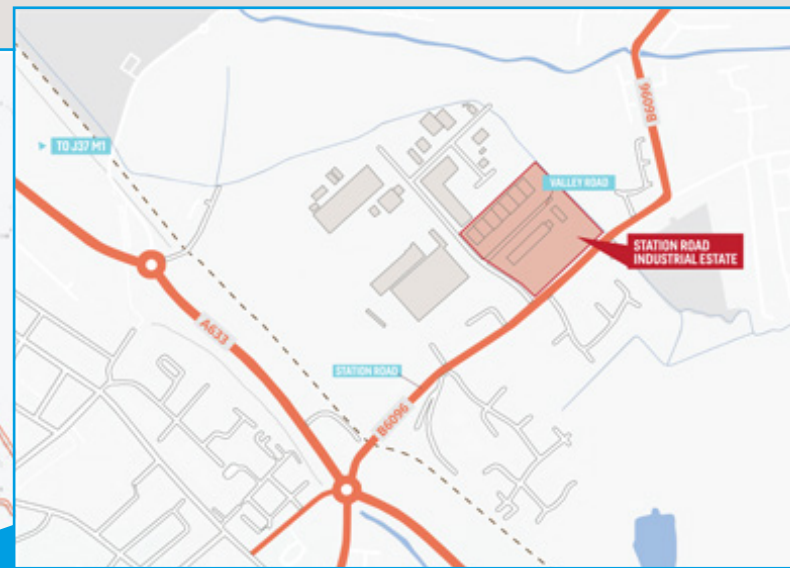 B6096
TO J37 M1
VALLEY ROAD
STATION ROAD
INDUSTRIAL ESTATE
A633
STATION ROAD
B6096